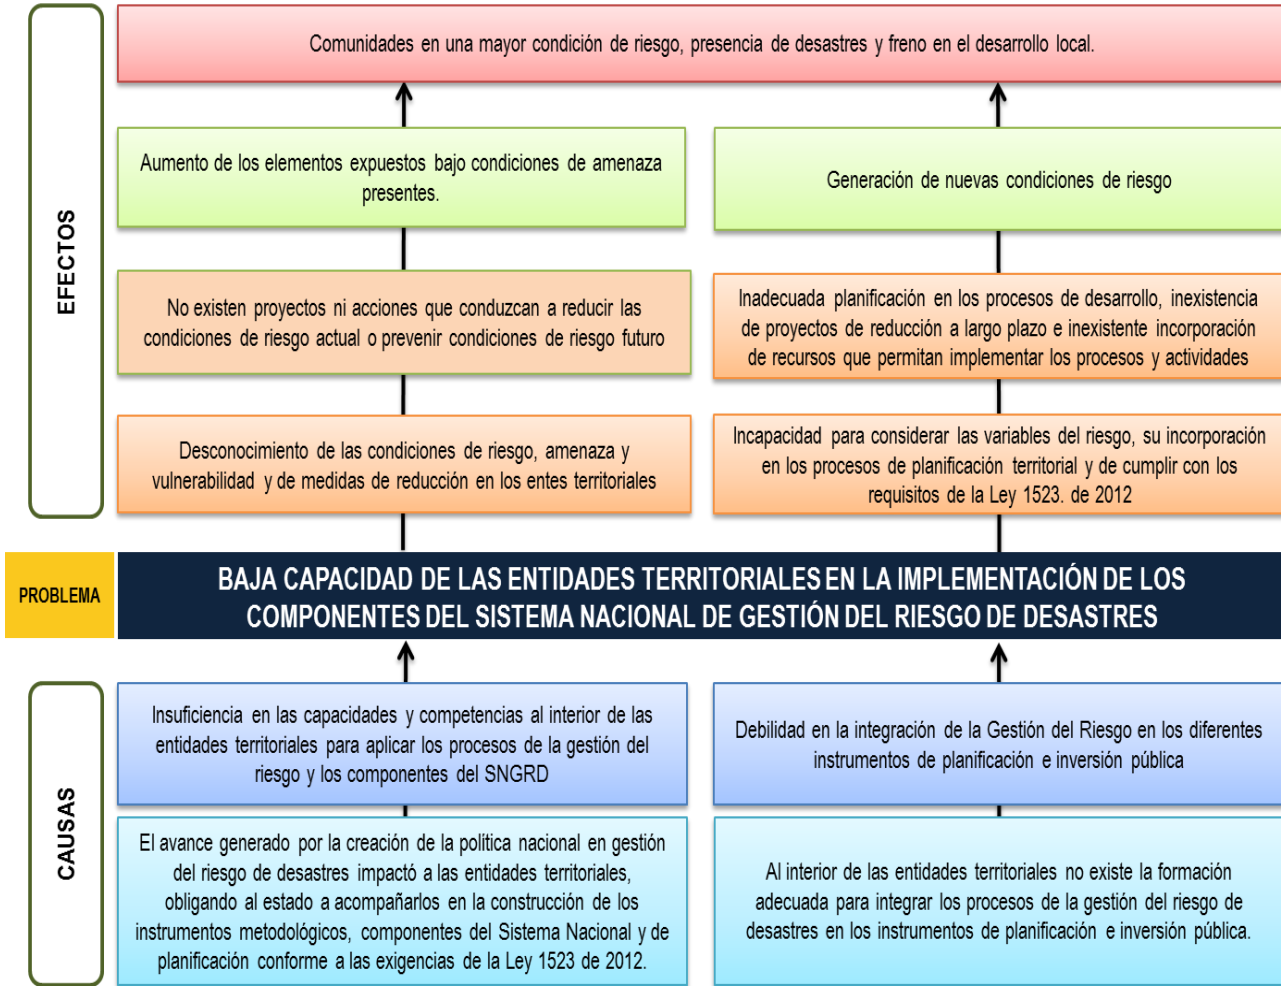 EFECTOS
Comunidades en una mayor condición de riesgo, presencia de desastres y freno en el desarrollo local.
Aumento de los elementos expuestos bajo condiciones de amenaza
presentes.
Generación de nuevas condiciones de riesgo
No existen proyectos ni acciones que conduzcan a reducir las
condiciones de riesgo actual o prevenir condiciones de riesgo futuro
Inadecuada planificación en los procesos de desarrollo, inexistencia
de proyectos de reducción a largo plazo e inexistente incorporación
de recursos que permitan implementar los procesos y actividades
Desconocimiento de las condiciones de riesgo, amenaza y
vulnerabilidad y de medidas de reducción en los entes territoriales
Incapacidad para considerar las variables del riesgo, su incorporación
en los procesos de planificación territorial y de cumplir con los
requisitos de la Ley 1523. de 2012
PROBLEMA
BAJA CAPACIDAD DE LAS ENTIDADES TERRITORIALES EN LA IMPLEMENTACIÓN DE LOS
COMPONENTES DEL SISTEMA NACIONAL DE GESTIÓN DEL RIESGO DE DESASTRES
CAUSAS
Insuficiencia en las capacidades y competencias al interior de las
entidades territoriales para aplicar los procesos de la gestión del
riesgo y los componentes del SNGRD
Debilidad en la integración de la Gestión del Riesgo en los diferentes
instrumentos de planificación e inversión pública
El avance generado por la creación de la política nacional en gestión
del riesgo de desastres impactó a las entidades territoriales,
obligando al estado a acompañarlos en la construcción de los
instrumentos metodológicos, componentes del Sistema Nacional y de
planificación conforme a las exigencias de la Ley 1523 de 2012.
Al interior de las entidades territoriales no existe la formación
adecuada para integrar los procesos de la gestión del riesgo de
desastres en los instrumentos de planificación e inversión pública.